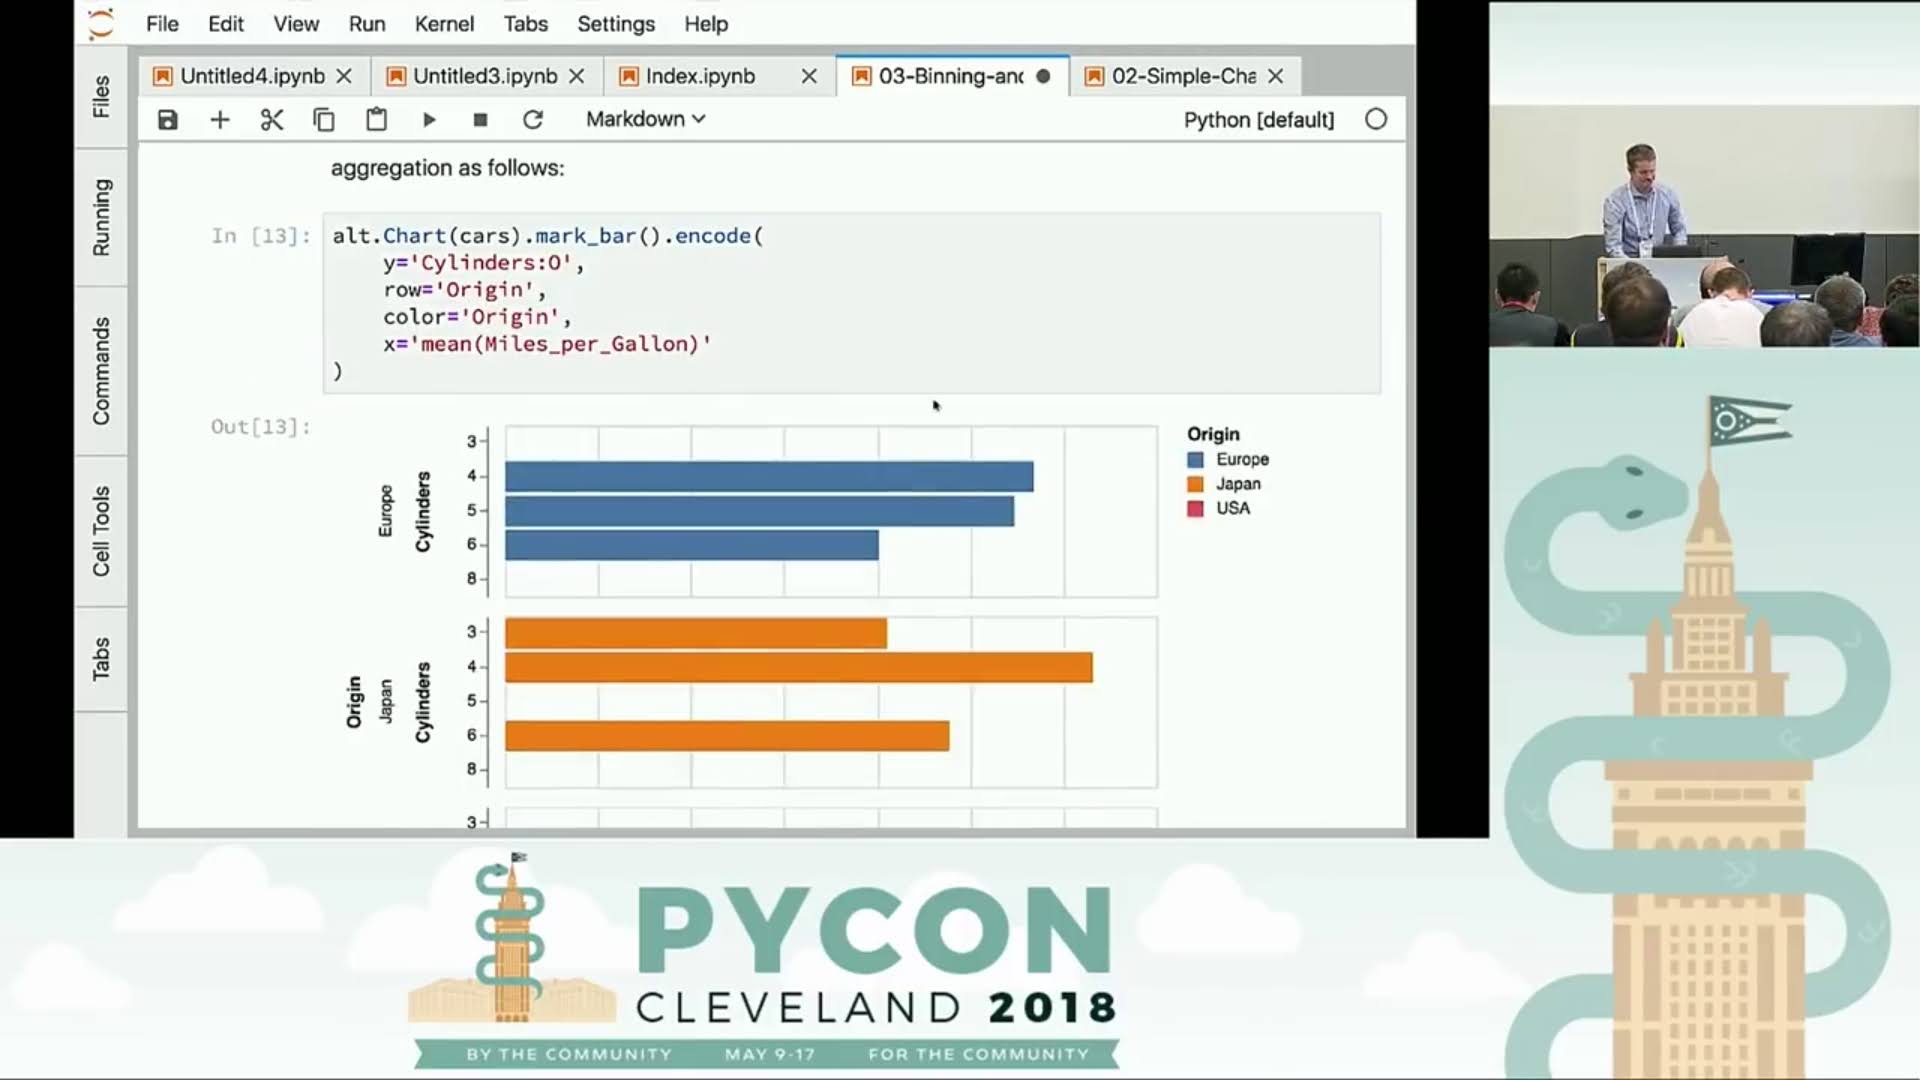 File Edit View Run Kernel Tabs Settings Help
Untitled4.ipynb Untitled3.ipynb Index.ipynb 03-Binning-and 02-Simple-Cha
Markdown Python [default]
Files
Running
Commands
Cell Tools
Tabs
aggregation as follows:
In [13]:
alt.Chart(cars).mark_bar().encode(
y='Cylinders:O',
row='Origin',
color='Origin',
x='mean(Miles_per_Gallon)'
)
Out[13]:
Origin
Europe
Japan
USA
Europe
Cylinders
3
4
5
6
8
Origin
Japan
Cylinders
3
4
5
6
8
3
PYCON
CLEVELAND 2018
BY THE COMMUNITY MAY 9-17 FOR THE COMMUNITY